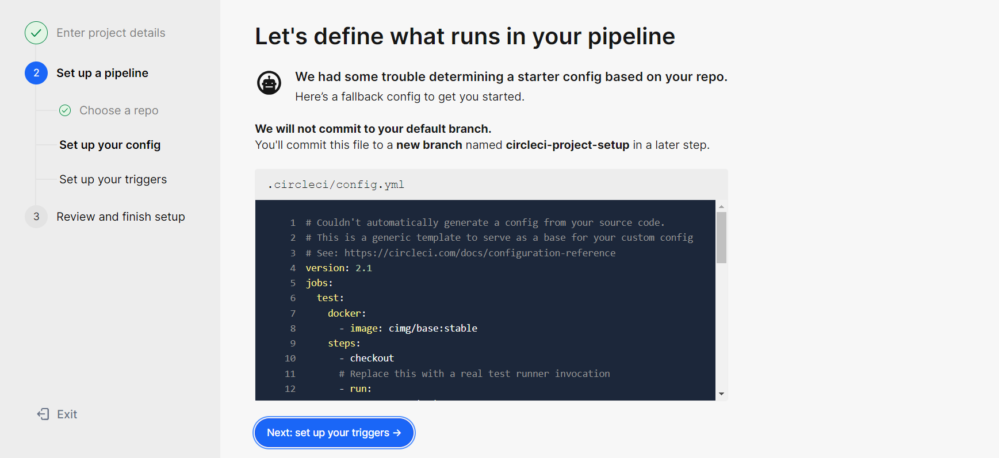 Enter project details
2 Set up a pipeline
Choose a repo
Set up your config
Set up your triggers
3 Review and finish setup
Exit
Let's define what runs in your pipeline
We had some trouble determining a starter config based on your repo.
Here’s a fallback config to get you started.
We will not commit to your default branch.
You'll commit this file to a new branch named circleci-project-setup in a later step.
.circleci/config.yml
1 # Couldn't automatically generate a config from your source code.
2 # This is a generic template to serve as a base for your custom config
3 # See: https://circleci.com/docs/configuration-reference
4 version: 2.1
5 jobs:
6   test:
7     docker:
8       - image: cimg/base:stable
9     steps:
10       - checkout
11       # Replace this with a real test runner invocation
12       - run:
Next: set up your triggers →